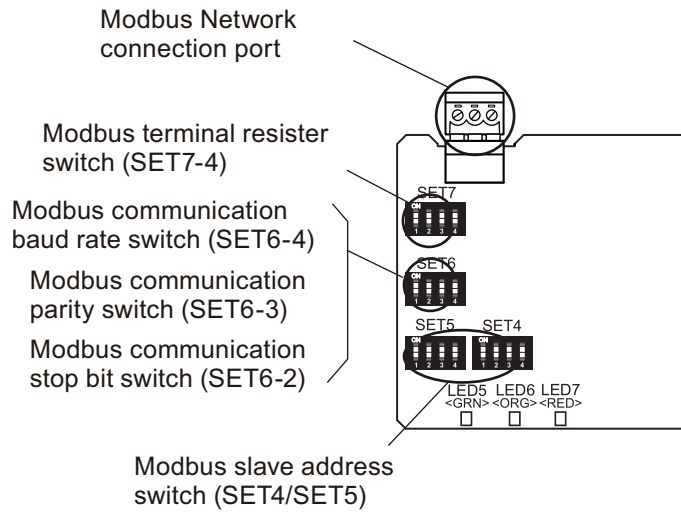 Modbus Network
connection port
Modbus terminal resister
switch (SET7-4)
SET7
ON
1 2 3 4
Modbus communication
baud rate switch (SET6-4)
SET6
ON
1 2 3 4
Modbus communication
parity switch (SET6-3)
Modbus communication
stop bit switch (SET6-2)
SET5 SET4
ON ON
1 2 3 4 1 2 3 4
LED5 LED6 LED7
<GRN> <ORG> <RED>
Modbus slave address
switch (SET4/SET5)